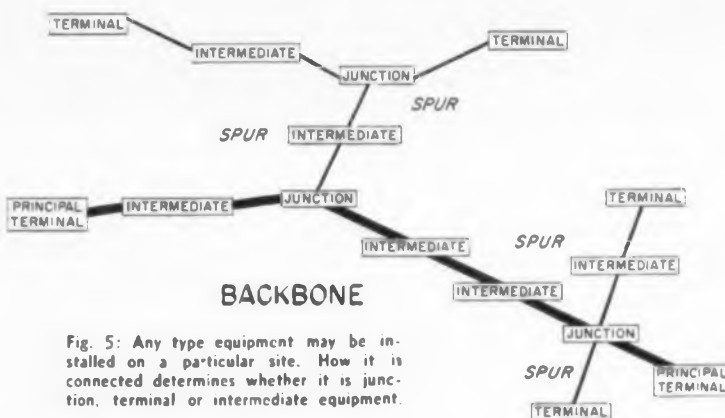 TERMINAL
INTERMEDIATE
TERMINAL
JUNCTION
SPUR
SPUR
INTERMEDIATE
PRINCIPAL
TERMINAL
INTERMEDIATE
JUNCTION
TERMINAL
INTERMEDIATE
SPUR
INTERMEDIATE
BACKBONE
INTERMEDIATE
JUNCTION
SPUR
PRINCIPAL
TERMINAL
TERMINAL
Fig. 5: Any type equipment may be in-
stalled on a particular site. How it is
connected determines whether it is junc-
tion, terminal or intermediate equipment.